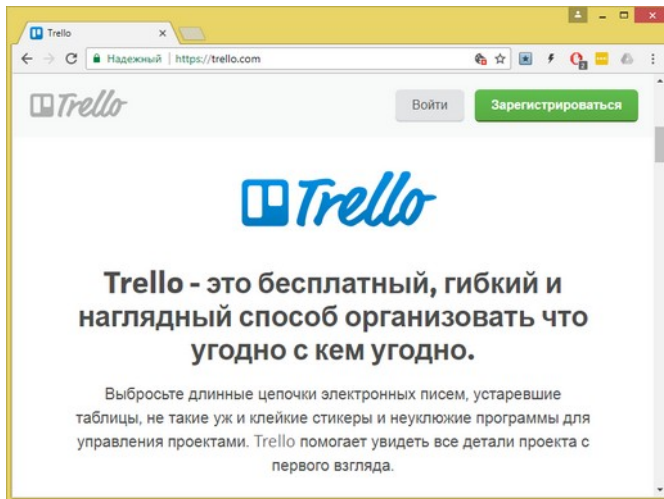 Trello
Надежный | https://trello.com
2
Trello
Войти
Зарегистрироваться
Trello
Trello - это бесплатный, гибкий и
наглядный способ организовать что
угодно с кем угодно.
Выбросьте длинные цепочки электронных писем, устаревшие
таблицы, не такие уж и клейкие стикеры и неуклюжие программы для
управления проектами. Trello помогает увидеть все детали проекта с
первого взгляда.